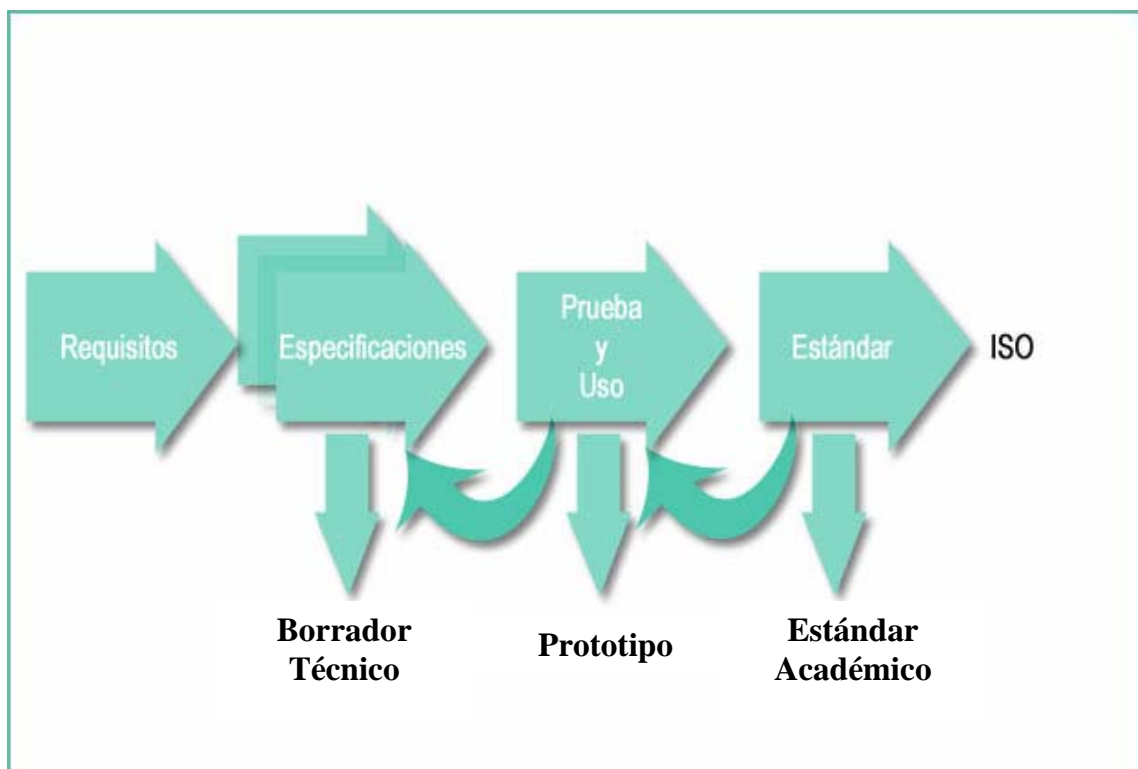 Requisitos
Especificaciones
Prueba
y
Uso
Estándar
ISO
Borrador
Técnico
Prototipo
Estándar
Académico